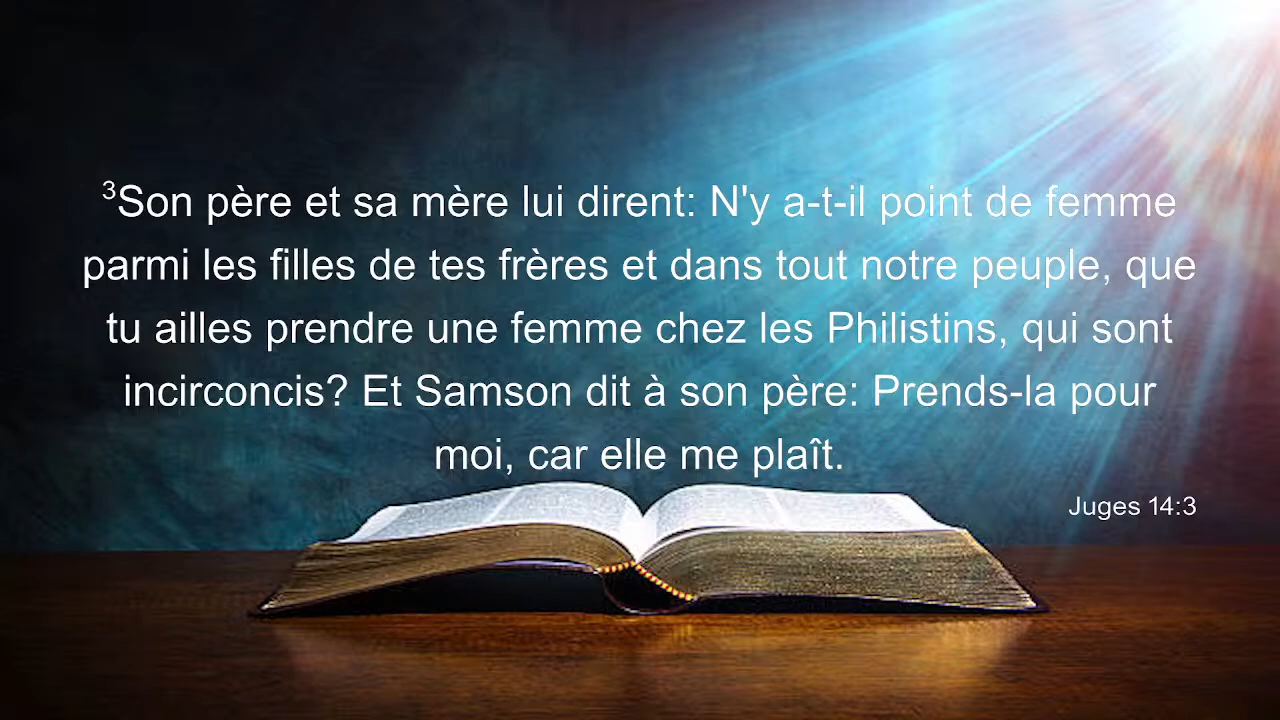 ³Son père et sa mère lui dirent: N'y a-t-il point de femme
parmi les filles de tes frères et dans tout notre peuple, que
tu ailles prendre une femme chez les Philistins, qui sont
incirconcis? Et Samson dit à son père: Prends-la pour
moi, car elle me plaît.
Juges 14:3